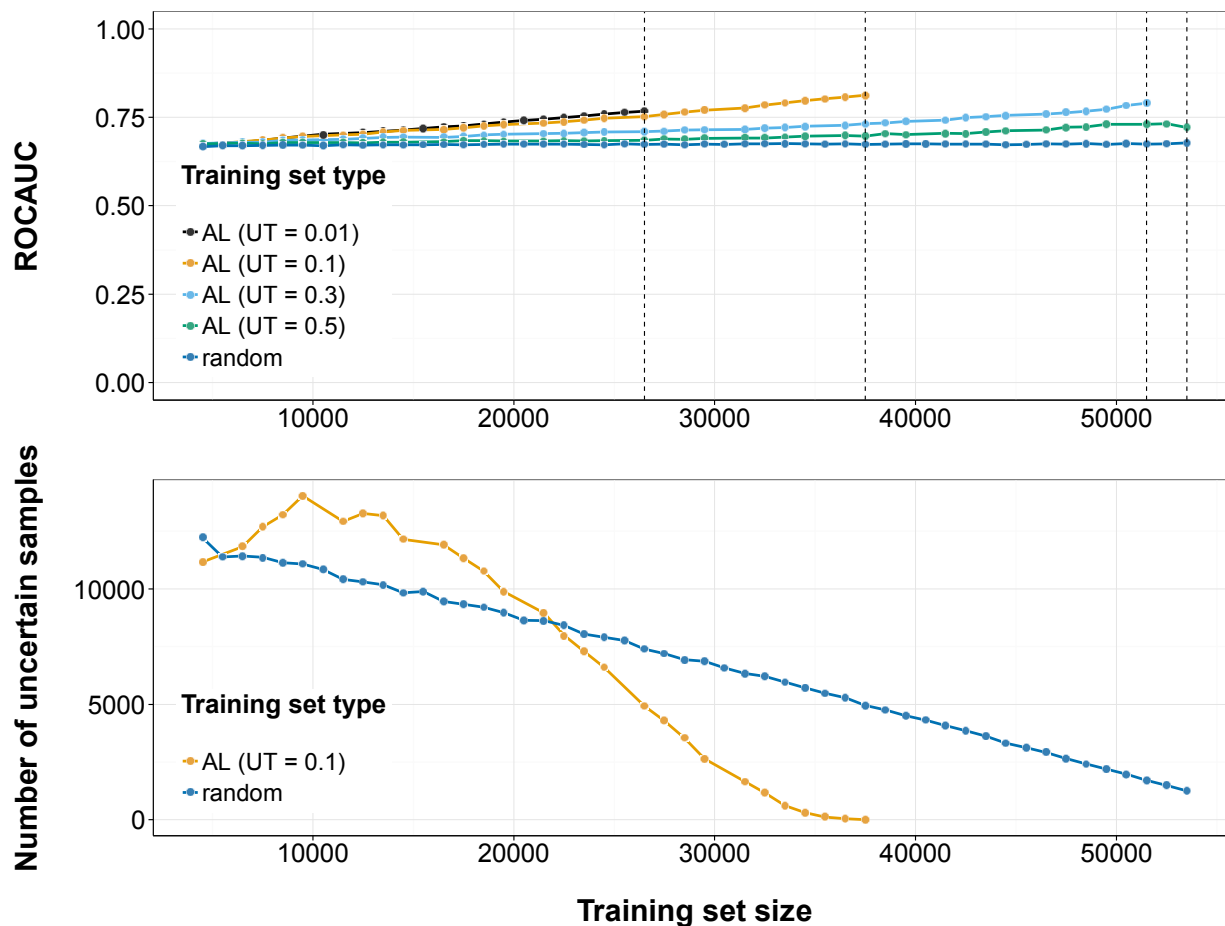 ROCAUC
1.00
0.75
0.50
0.25
0.00
Training set type
AL (UT = 0.01)
AL (UT = 0.1)
AL (UT = 0.3)
AL (UT = 0.5)
random
10000 20000 30000 40000 50000
Number of uncertain samples
10000
5000
0
Training set type
AL (UT = 0.1)
random
10000 20000 30000 40000 50000
Training set size